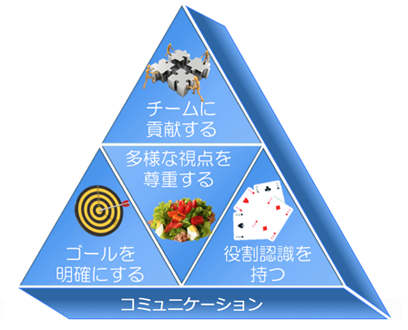 チームに
貢献する
多様な視点を
尊重する
ゴールを
明確にする
役割認識を
持つ
コミュニケーション